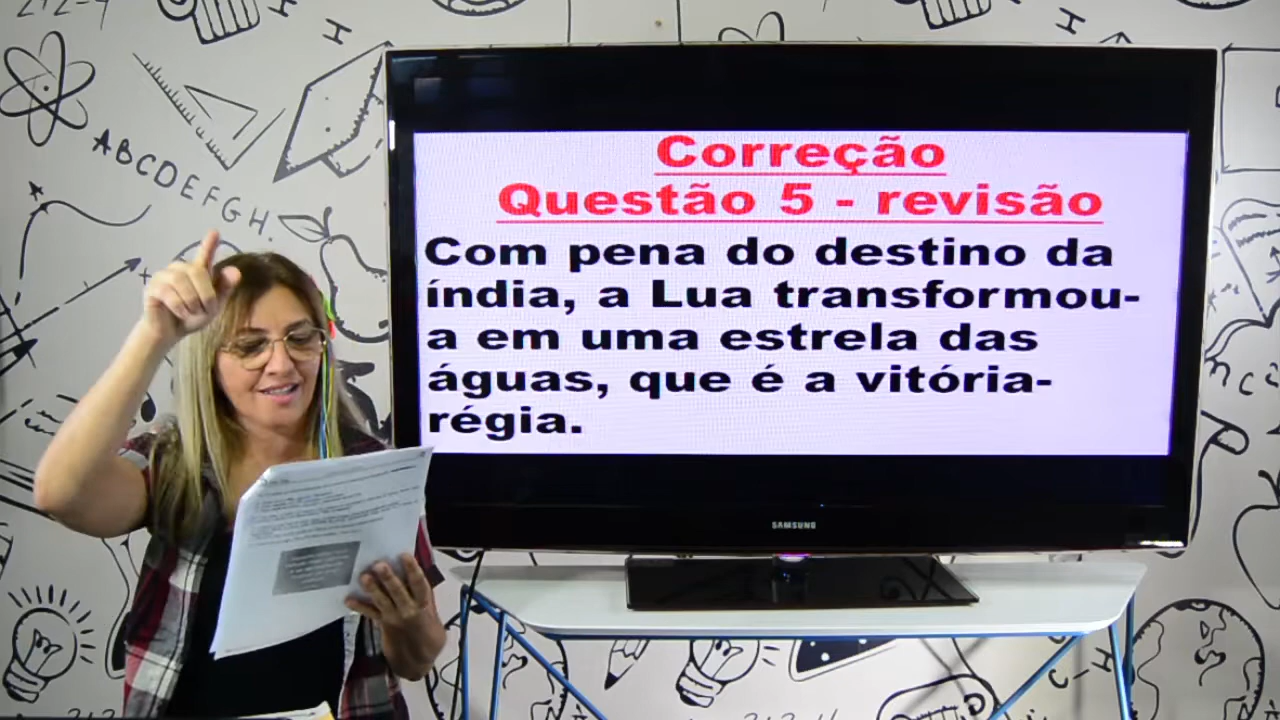 Correção
Questão 5 - revisão
Com pena do destino da
índia, a Lua transformou-
a em uma estrela das
águas, que é a vitória-
régia.
SAMSUNG
ABCDEFGH.